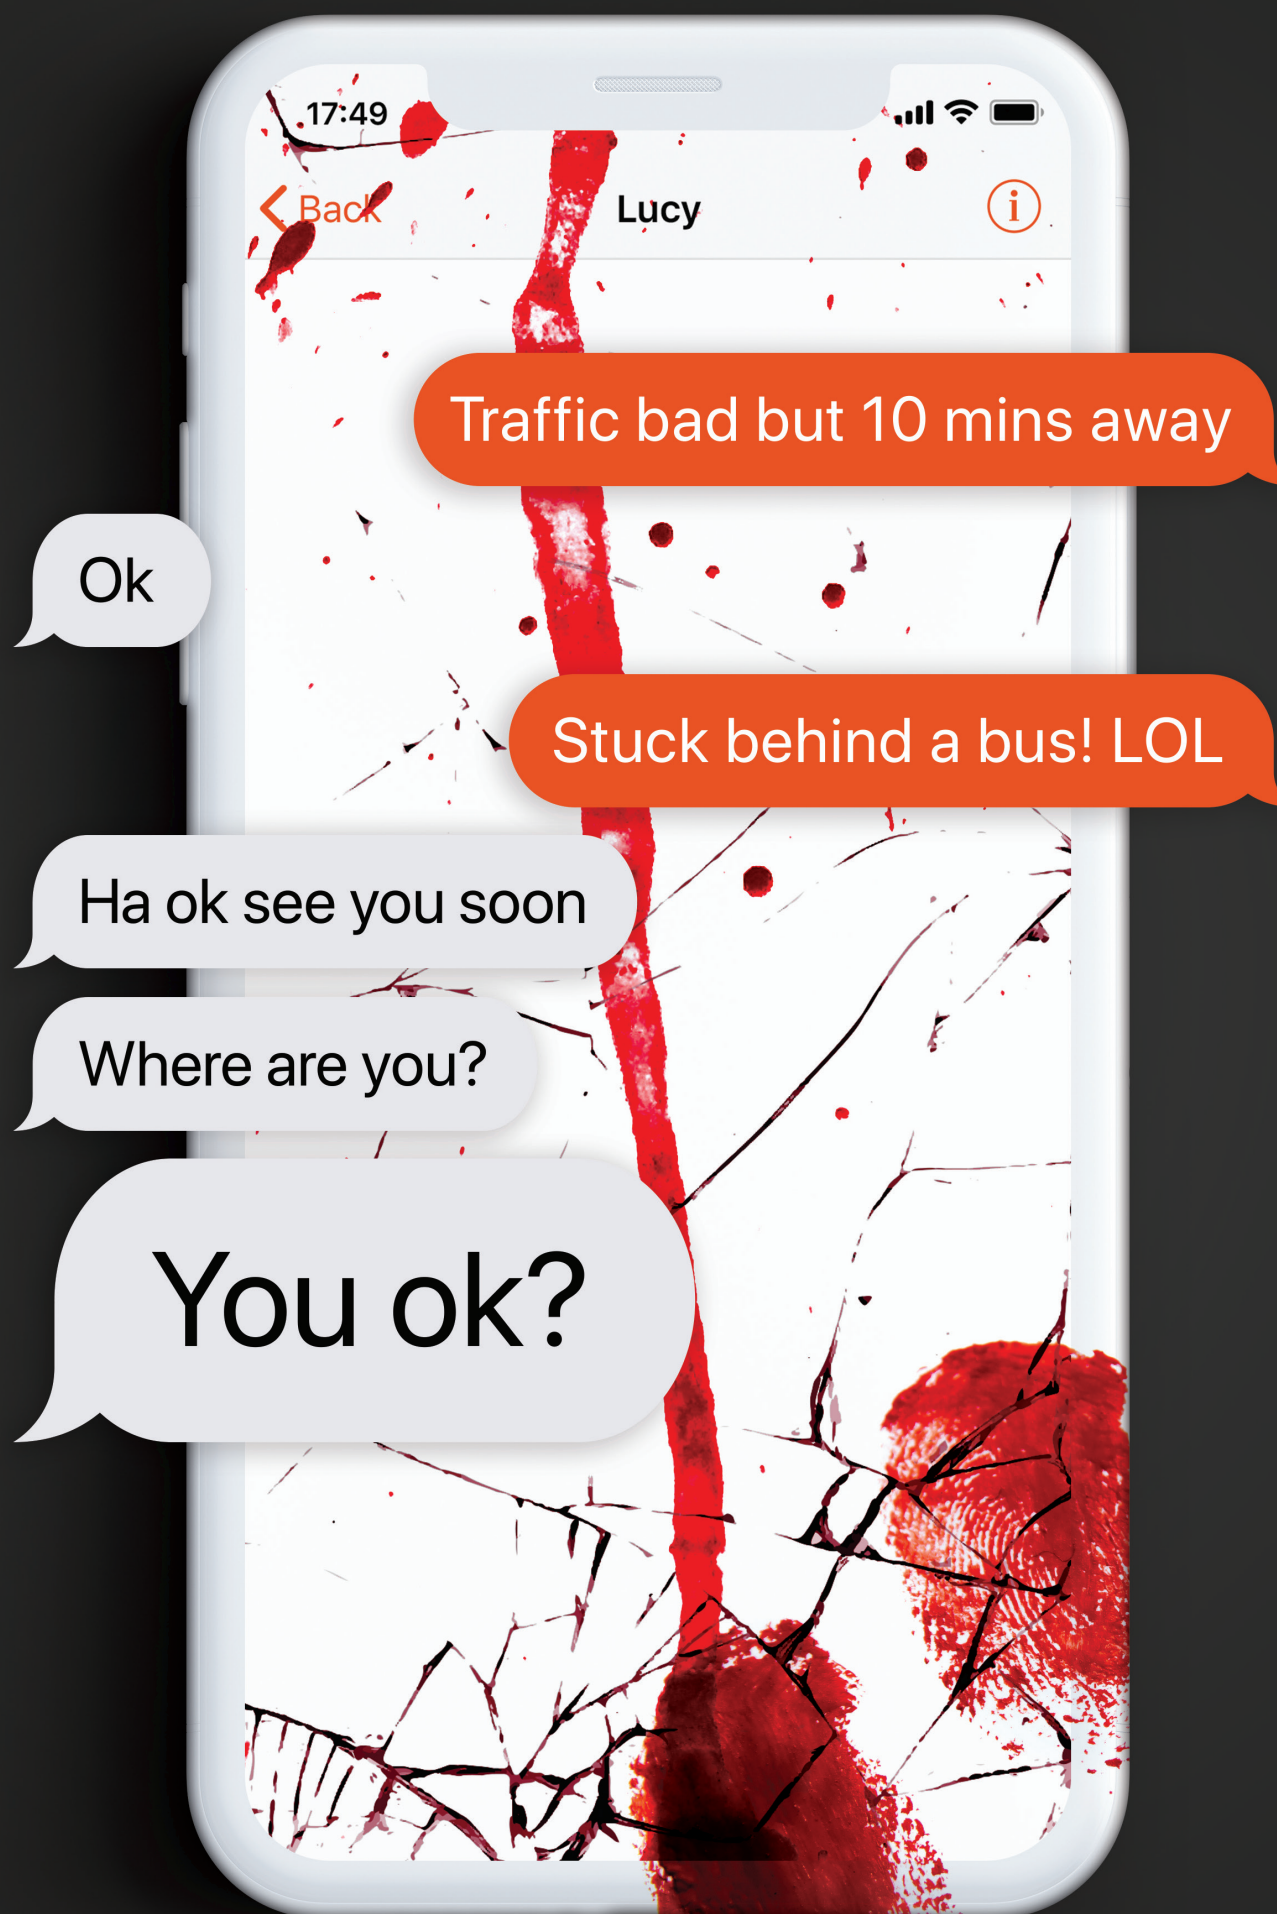 17:49
Back
Lucy
i
Traffic bad but 10 mins away
Ok
Stuck behind a bus! LOL
Ha ok see you soon
Where are you?
You ok?